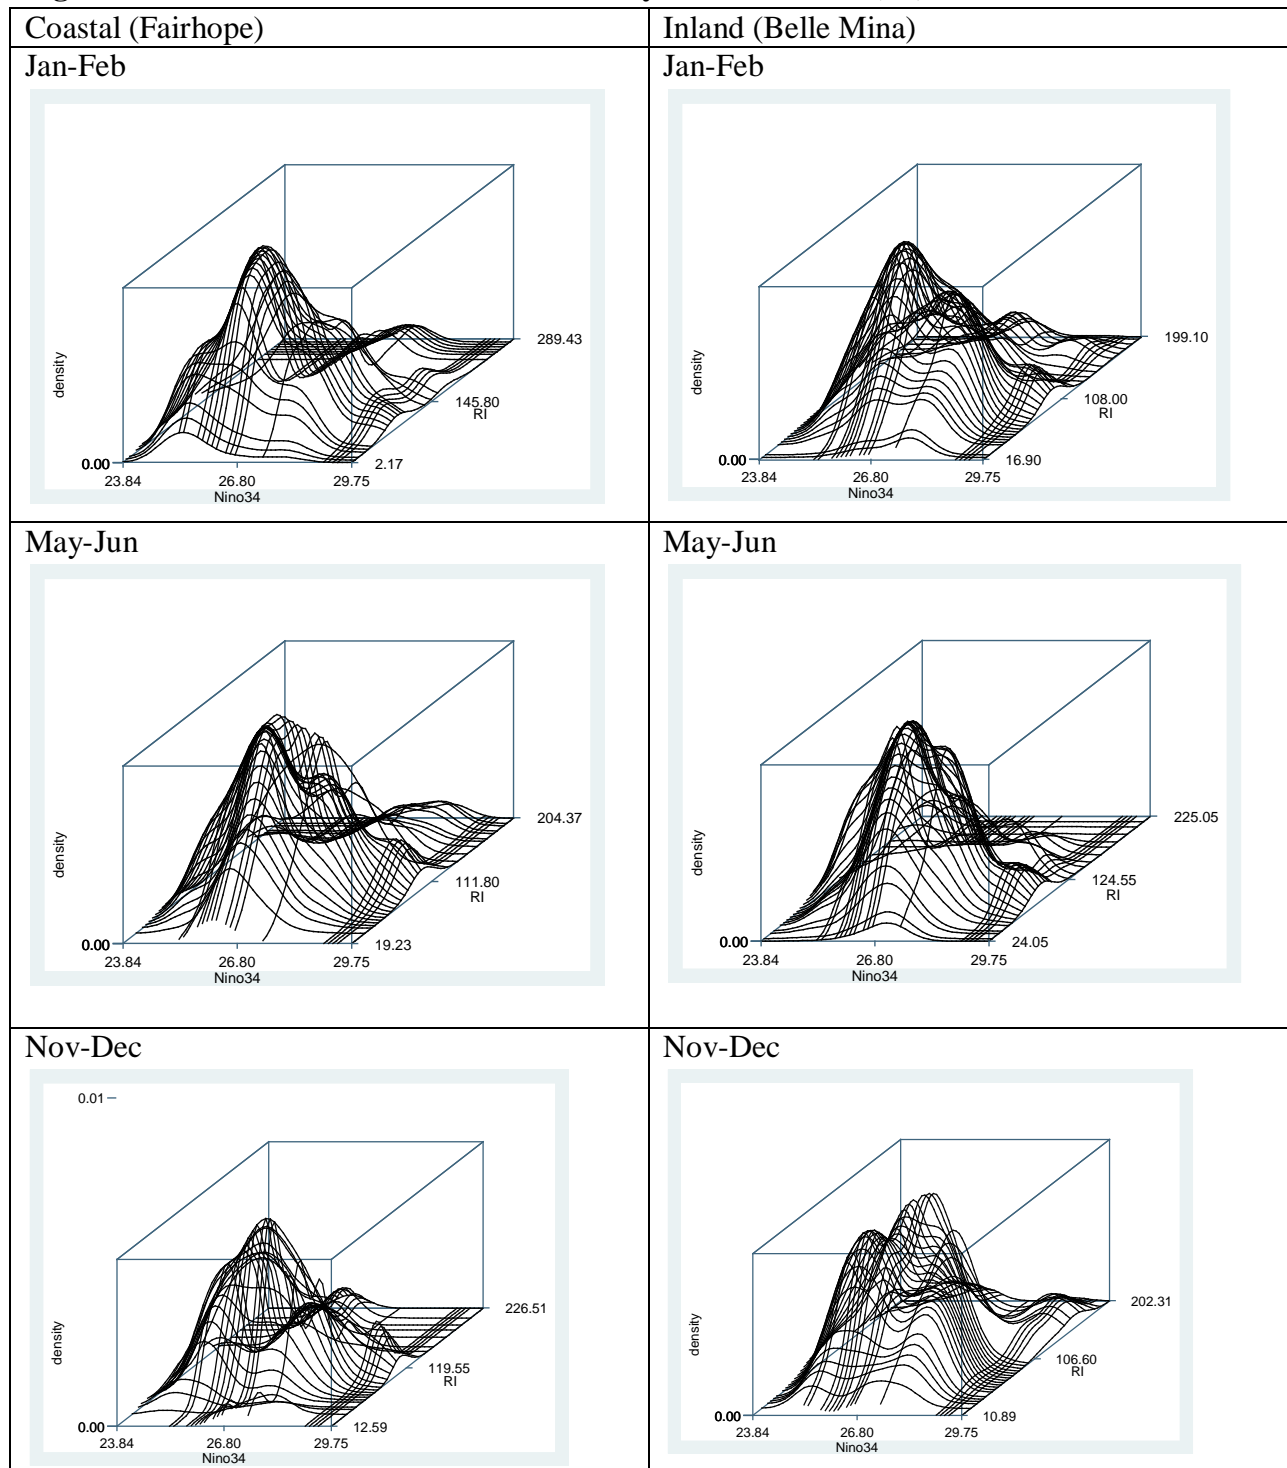 Coastal (Fairhope)
Inland (Belle Mina)
Jan-Feb
density
0.00
23.84
26.80
29.75
Nino34
2.17
145.80
RI
289.43
Jan-Feb
density
0.00
23.84
26.80
29.75
Nino34
16.90
108.00
RI
199.10
May-Jun
density
0.00
23.84
26.80
29.75
Nino34
19.23
111.80
RI
204.37
May-Jun
density
0.00
23.84
26.80
29.75
Nino34
24.05
124.55
RI
225.05
Nov-Dec
0.01
density
0.00
23.84
26.80
29.75
Nino34
12.59
119.55
RI
226.51
Nov-Dec
density
0.00
23.84
26.80
29.75
Nino34
10.89
106.60
RI
202.31